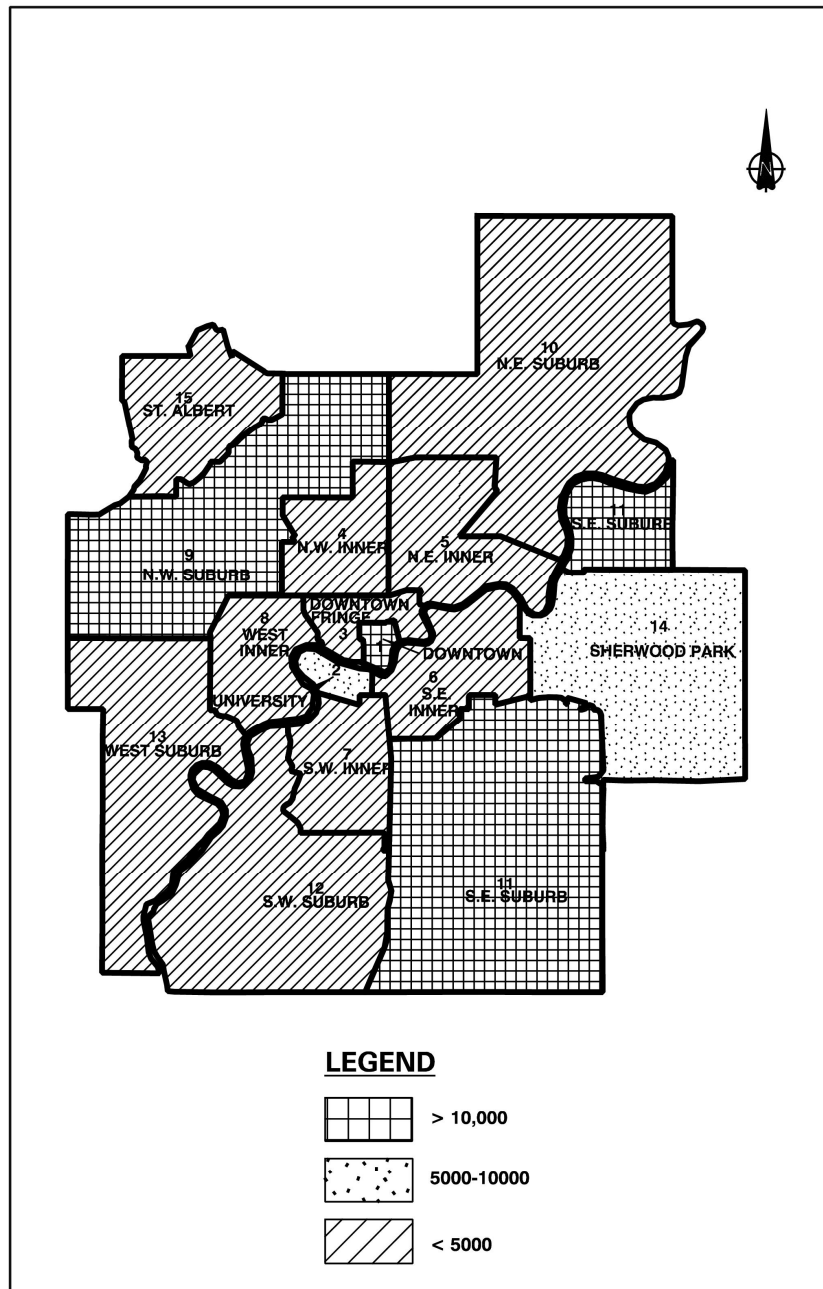 N
10
N.E. SUBURB
15
ST. ALBERT
11
S.E. SUBURB
4
N.W. INNER
5
N.E. INNER
9
N.W. SUBURB
DOWNTOWN
FRINGE
3
8
WEST
INNER
1
DOWNTOWN
14
SHERWOOD PARK
2
UNIVERSITY
6
S.E.
INNER
13
WEST SUBURB
7
S.W. INNER
12
S.W. SUBURB
11
S.E. SUBURB
LEGEND
> 10,000
5000-10000
< 5000